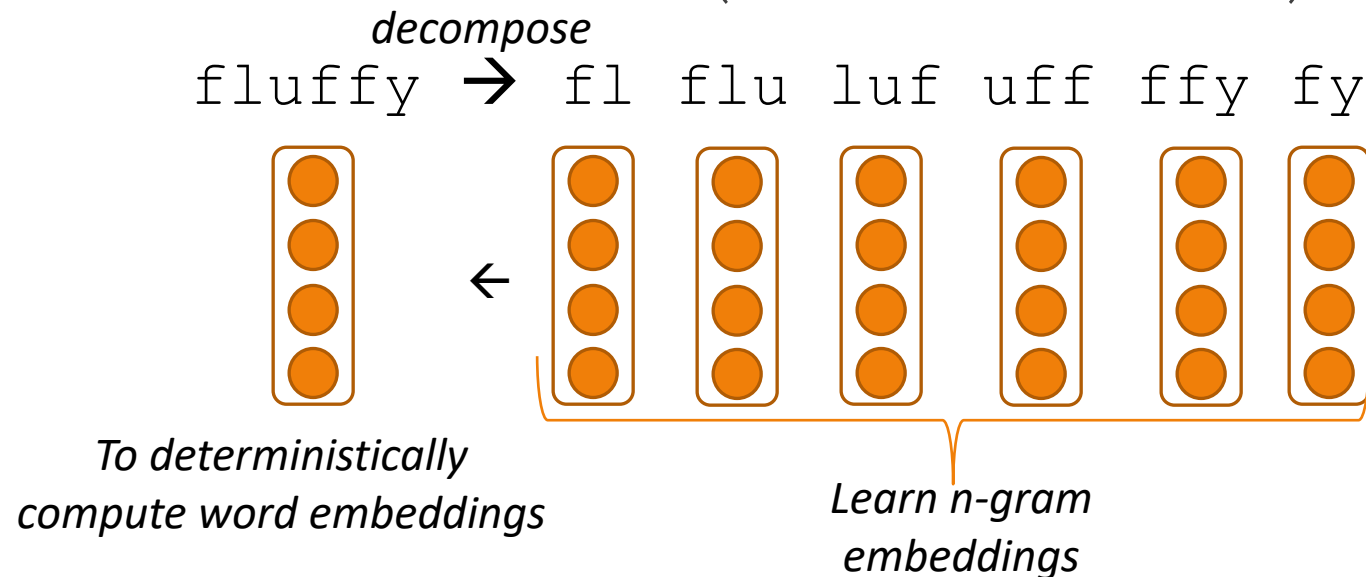 decompose
fluffy → fl flu luf uff ffy fy
←
To deterministically
compute word embeddings
Learn n-gram
embeddings